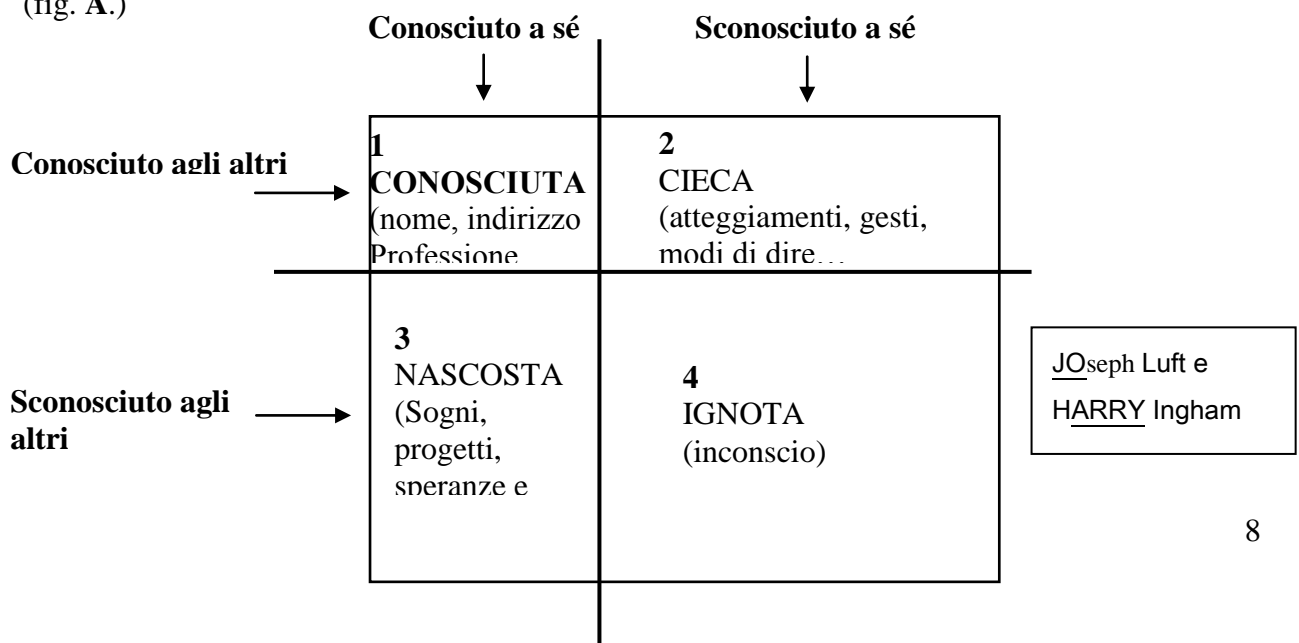 (fig. A.)
Conosciuto a sé
Sconosciuto a sé
Conosciuto agli altri
1
CONOSCIUTA
(nome, indirizzo
Professione
2
CIECA
(atteggiamenti, gesti,
modi di dire…
Sconosciuto agli
altri
3
NASCOSTA
(Sogni,
progetti,
speranze e
4
IGNOTA
(inconscio)
JOseph Luft e
HARRY Ingham
8